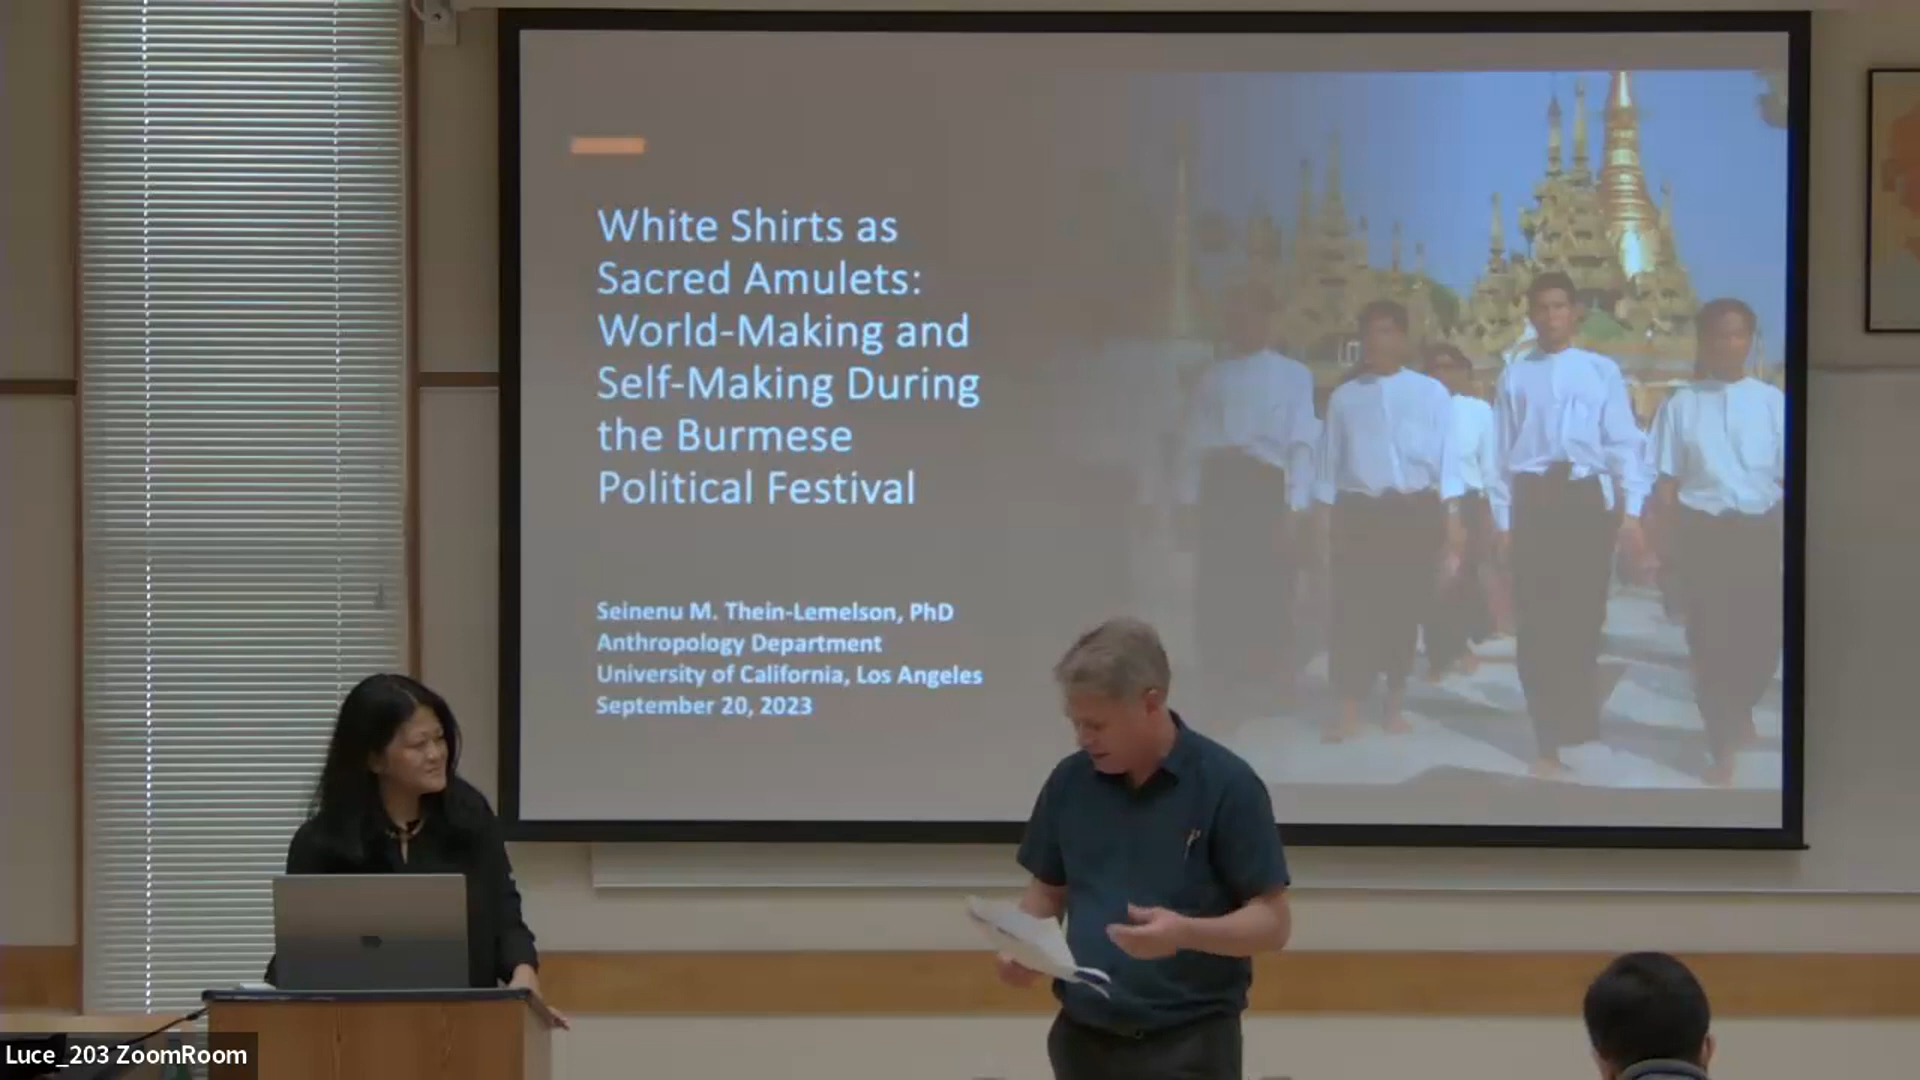 White Shirts as
Sacred Amulets:
World-Making and
Self-Making During
the Burmese
Political Festival
Seinenu M. Thein-Lemelson, PhD
Anthropology Department
University of California, Los Angeles
September 20, 2023
Luce_203 ZoomRoom